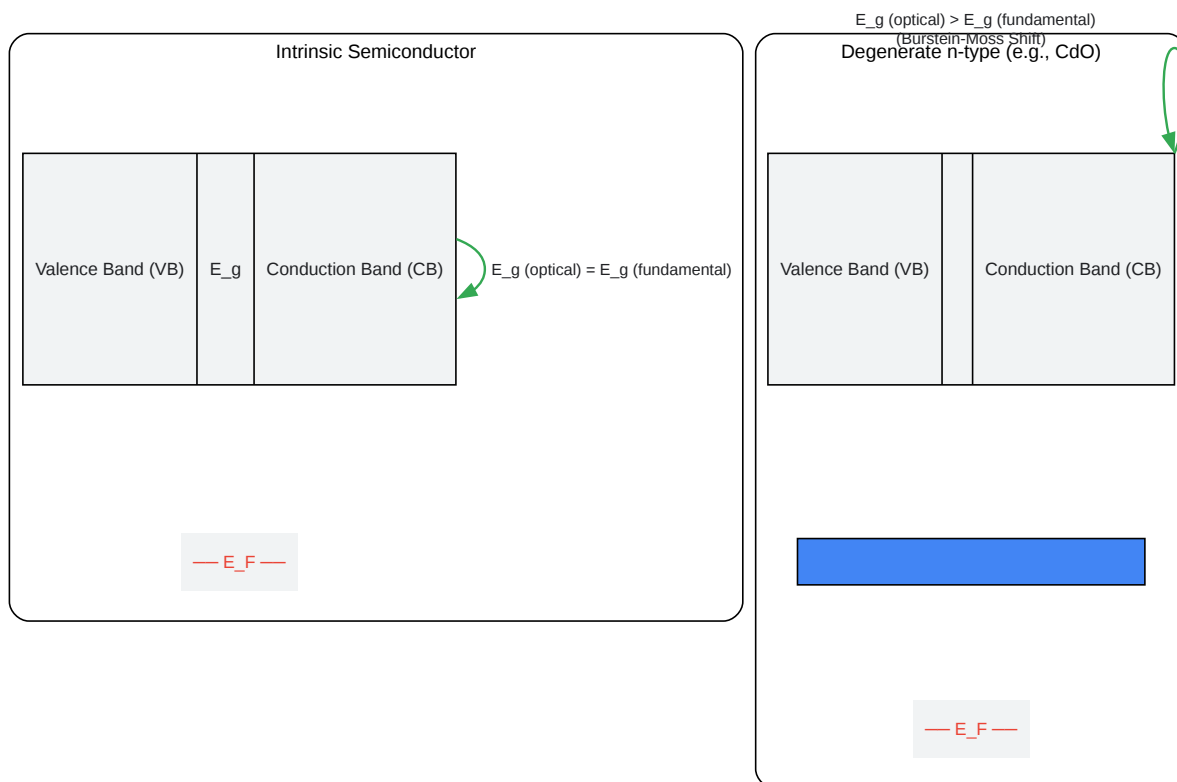 Intrinsic Semiconductor
Valence Band (VB)
E_g
Conduction Band (CB)
E_g (optical) = E_g (fundamental)
── E_F ──
E_g (optical) > E_g (fundamental)
(Burstein-Moss Shift)
Degenerate n-type (e.g., CdO)
Valence Band (VB)
Conduction Band (CB)
── E_F ──